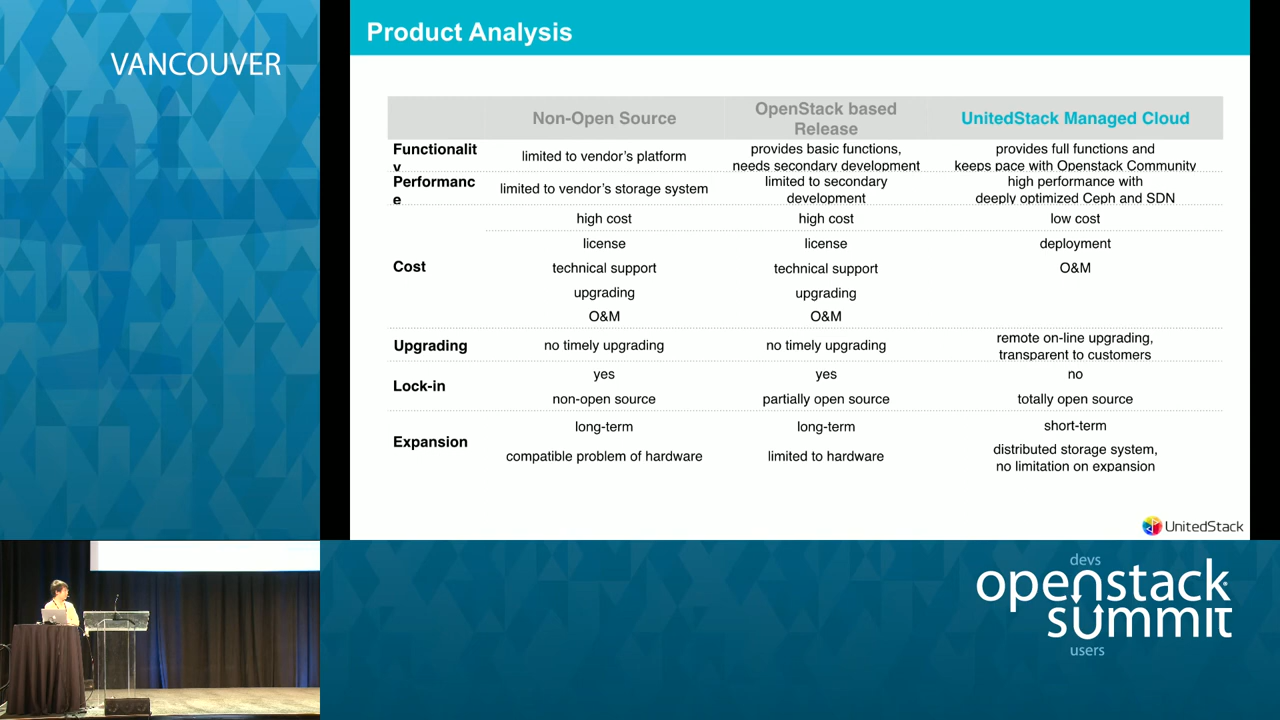 VANCOUVER
Product Analysis
Non-Open Source
OpenStack based
Release
UnitedStack Managed Cloud
Functionalit
y
limited to vendor's platform
provides basic functions,
needs secondary development
provides full functions and
keeps pace with Openstack Community
Performanc
e
limited to vendor's storage system
limited to secondary
development
high performance with
deeply optimized Ceph and SDN
Cost
high cost
high cost
low cost
license
license
deployment
technical support
technical support
O&M
upgrading
upgrading
O&M
O&M
Upgrading
no timely upgrading
no timely upgrading
remote on-line upgrading,
transparent to customers
Lock-in
yes
yes
no
non-open source
partially open source
totally open source
Expansion
long-term
long-term
short-term
compatible problem of hardware
limited to hardware
distributed storage system,
no limitation on expansion
UnitedStack
devs
openstack
summit
users